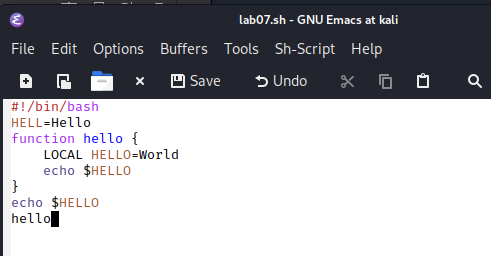 lab07.sh - GNU Emacs at kali
File Edit Options Buffers Tools Sh-Script Help
Save Undo
#!/bin/bash
HELL=Hello
function hello {
    LOCAL HELLO=World
    echo $HELLO
}
echo $HELLO
hello